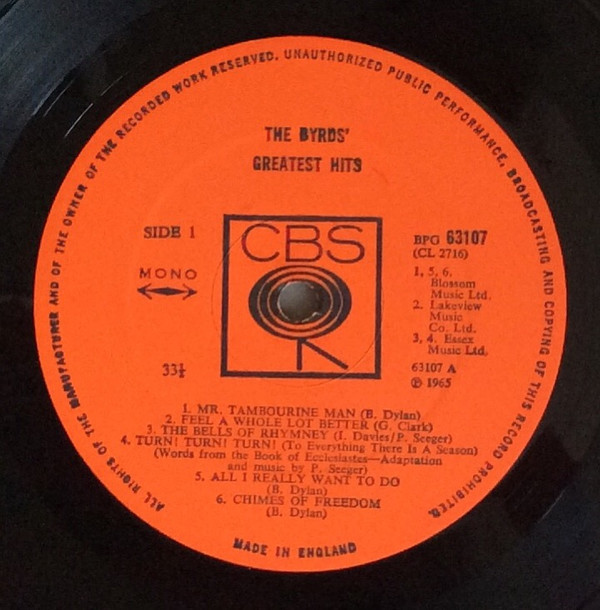 ALL RIGHTS OF THE MANUFACTURER AND OF THE OWNER OF THE RECORDED WORK RESERVED. UNAUTHORIZED PUBLIC PERFORMANCE, BROADCASTING AND COPYING OF THIS RECORD PROHIBITED.
THE BYRDS'
GREATEST HITS
SIDE 1
MONO
33⅓
CBS
BPG 63107
(CL 2716)
1, 5, 6.
Blossom
Music Ltd.
2. Lakeview
Music
Co. Ltd.
3, 4. Essex
Music Ltd.
63107 A
℗ 1965
1. MR. TAMBOURINE MAN (B. Dylan)
2. FEEL A WHOLE LOT BETTER (G. Clark)
3. THE BELLS OF RHYMNEY (I. Davies/P. Seeger)
4. TURN! TURN! TURN! (To Everything There Is A Season)
(Words from the Book of Ecclesiastes—Adaptation
and music by P. Seeger)
5. ALL I REALLY WANT TO DO
(B. Dylan)
6. CHIMES OF FREEDOM
(B. Dylan)
MADE IN ENGLAND